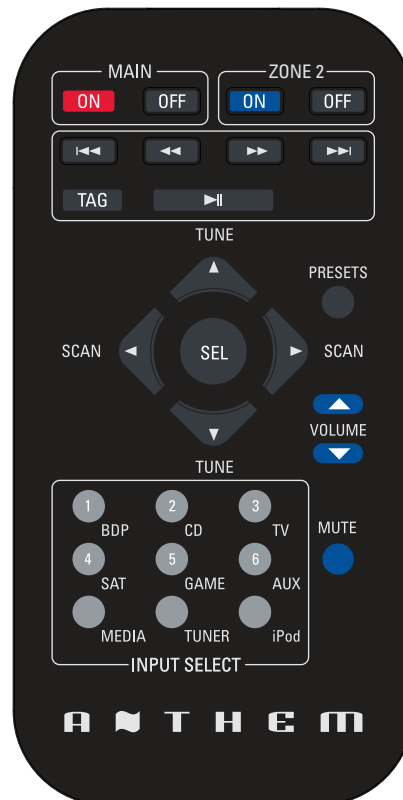 MAIN ZONE 2
ON OFF ON OFF
TAG
TUNE
PRESETS
SCAN SEL SCAN
VOLUME
TUNE
1 2 3
BDP CD TV MUTE
4 5 6
SAT GAME AUX
MEDIA TUNER iPod
INPUT SELECT
ANTHEM